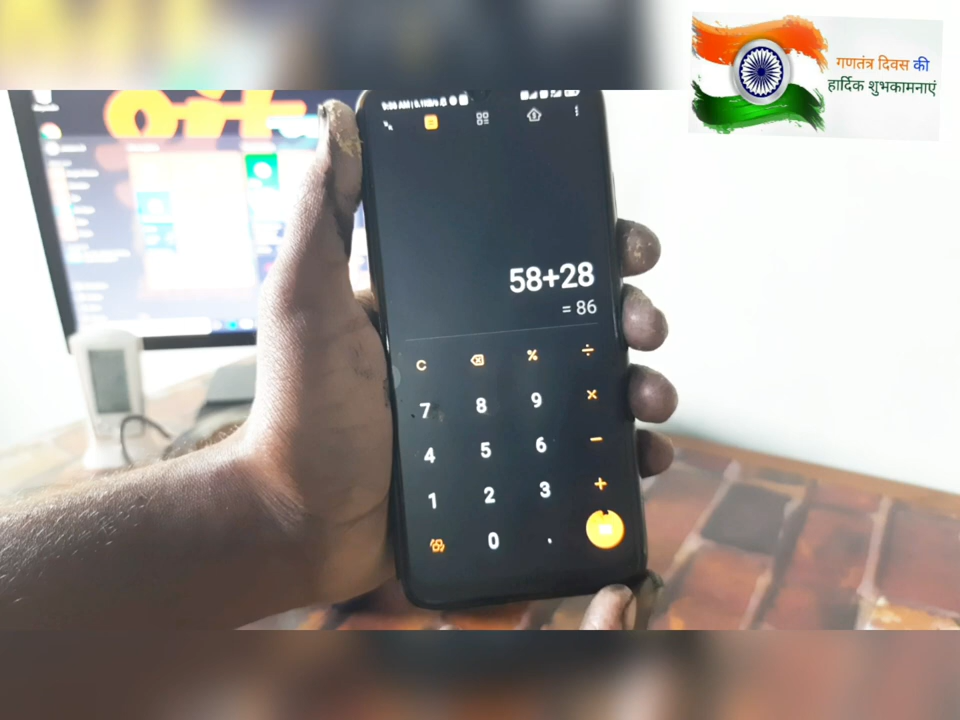 गणतंत्र दिवस की
हार्दिक शुभकामनाएं
58+28
= 86
C % ÷
7 8 9 ×
4 5 6 −
1 2 3 +
0 .